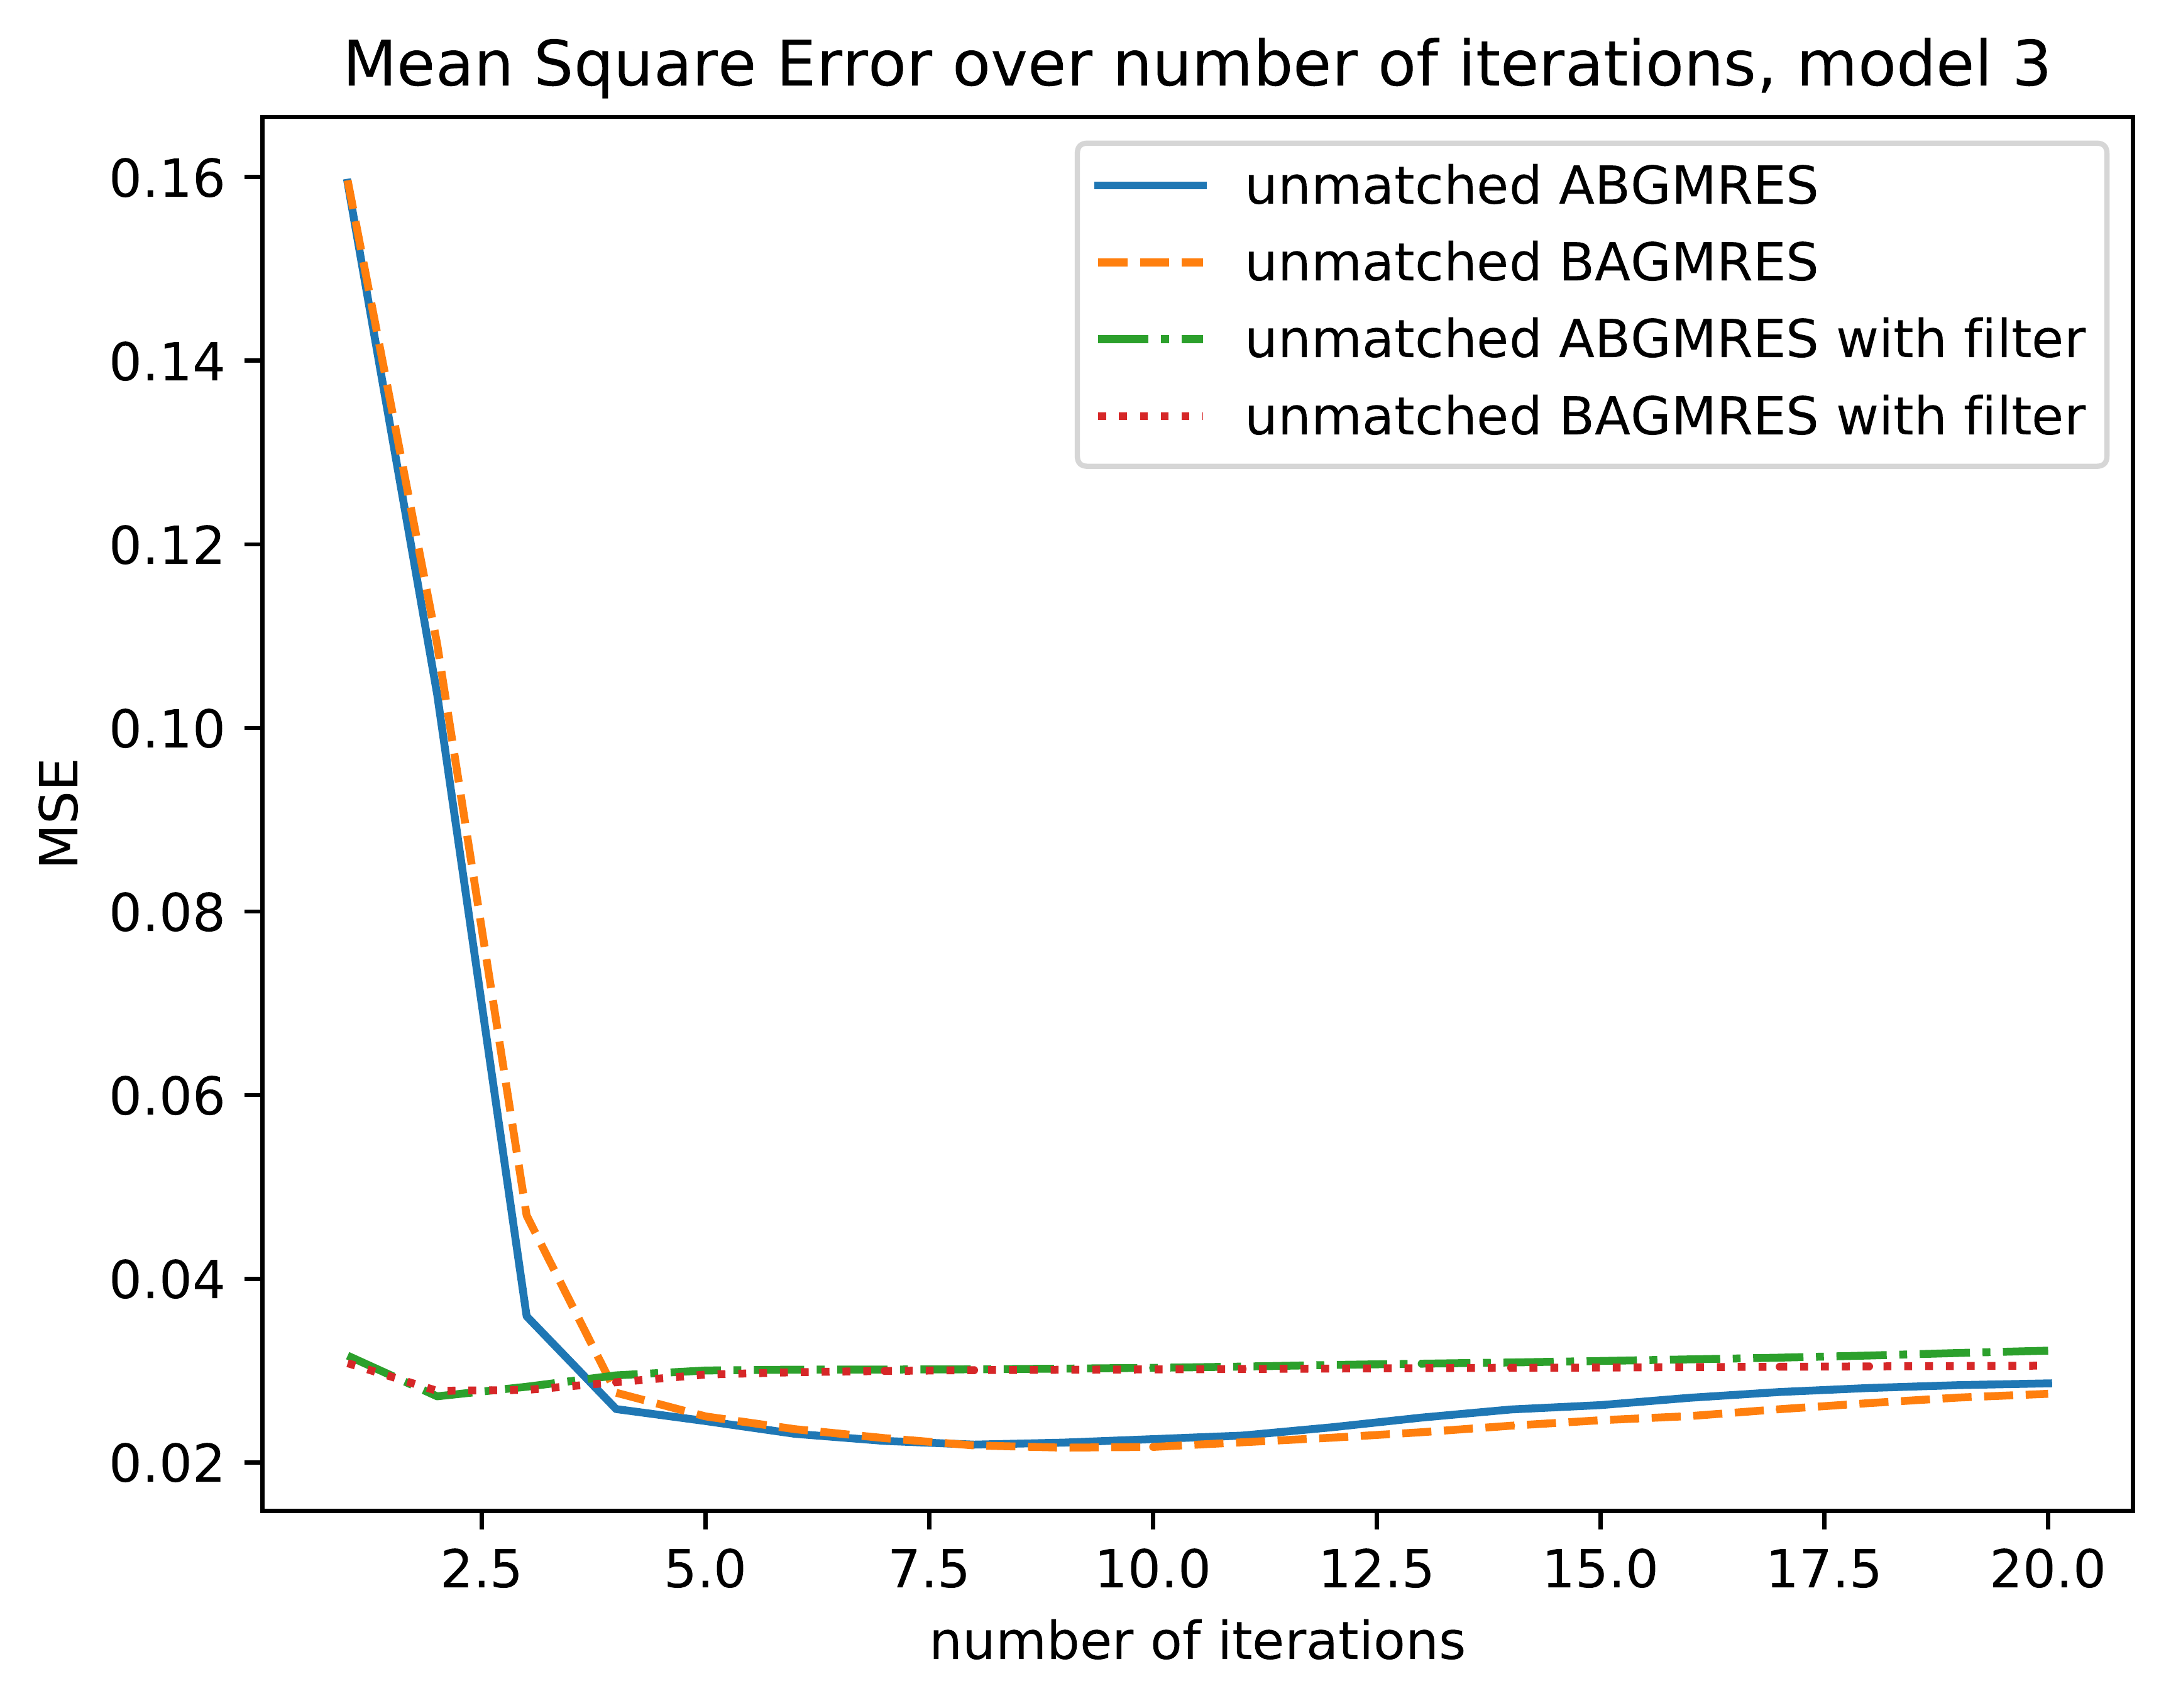 Mean Square Error over number of iterations, model 3
unmatched ABGMRES
unmatched BAGMRES
unmatched ABGMRES with filter
unmatched BAGMRES with filter
0.16
0.14
0.12
0.10
0.08
0.06
0.04
0.02
MSE
2.5 5.0 7.5 10.0 12.5 15.0 17.5 20.0
number of iterations